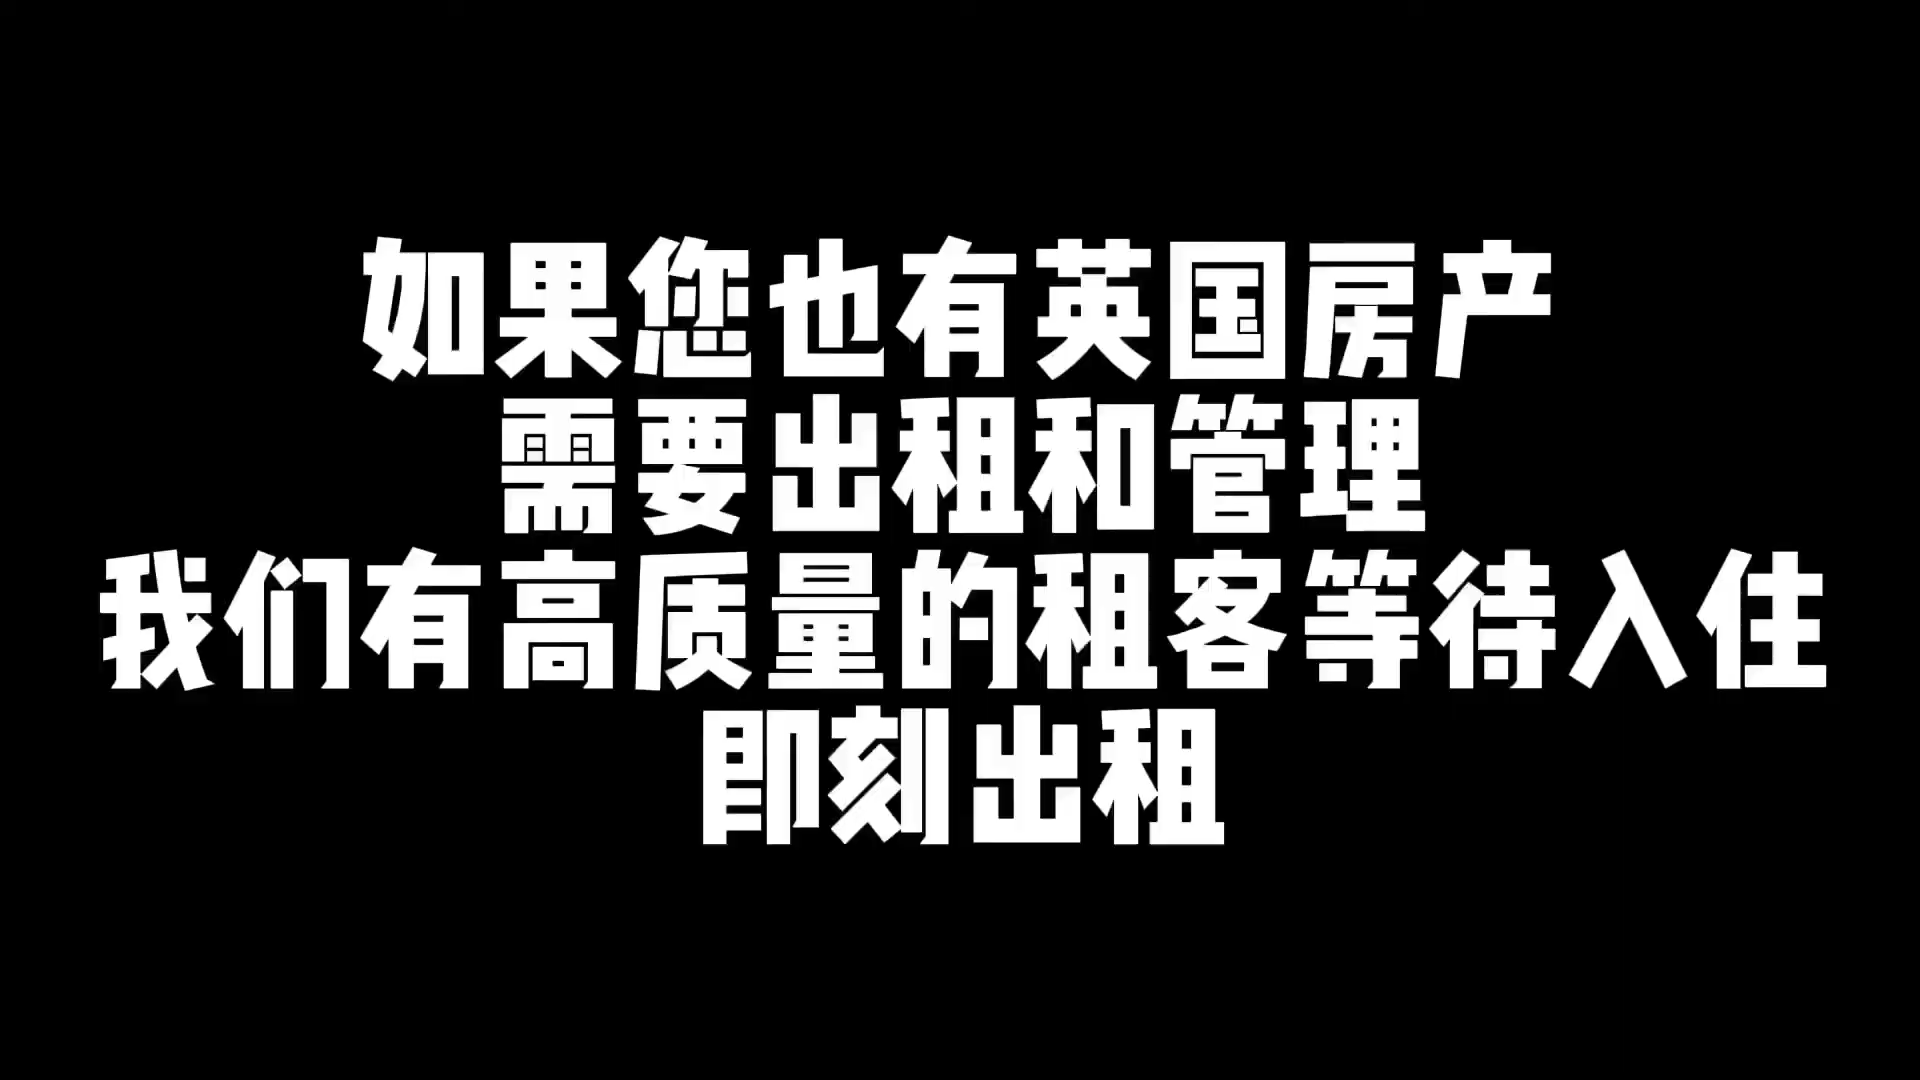 如果您也有英国房产
需要出租和管理
我们有高质量的租客等待入住
即刻出租